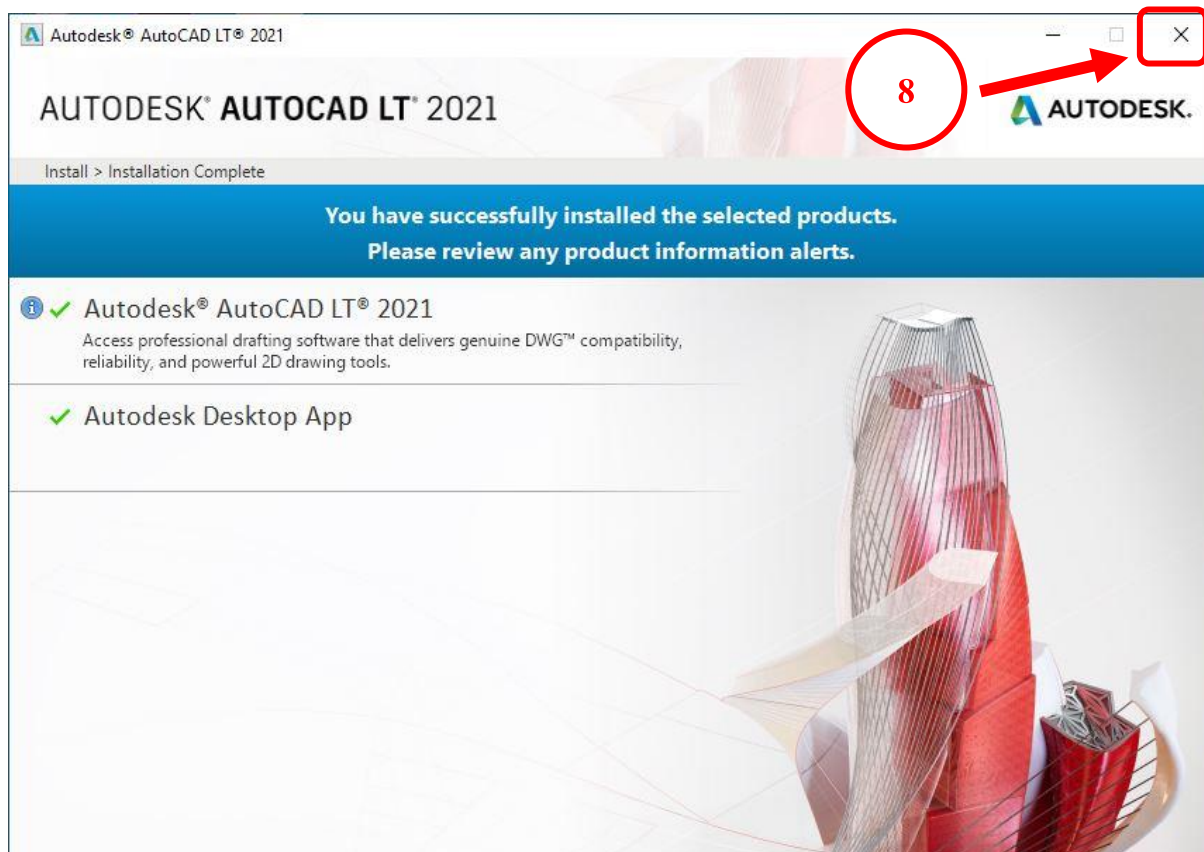 Autodesk® AutoCAD LT® 2021
8
AUTODESK® AUTOCAD LT® 2021
AUTODESK.
Install > Installation Complete
You have successfully installed the selected products.
Please review any product information alerts.
Autodesk® AutoCAD LT® 2021
Access professional drafting software that delivers genuine DWG™ compatibility,
reliability, and powerful 2D drawing tools.
Autodesk Desktop App